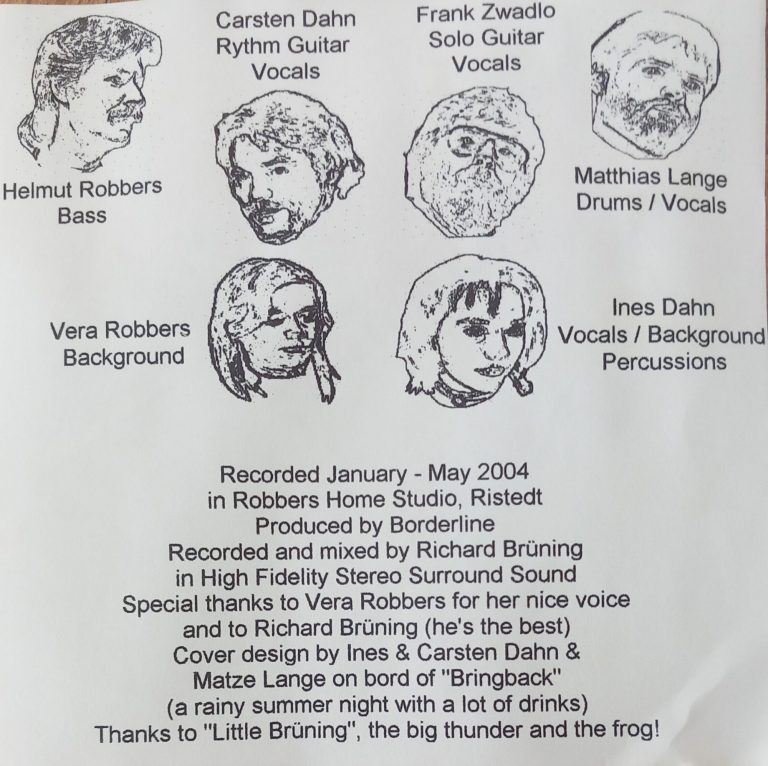 Carsten Dahn
Rythm Guitar
Vocals
Frank Zwadlo
Solo Guitar
Vocals
Helmut Robbers
Bass
Matthias Lange
Drums / Vocals
Vera Robbers
Background
Ines Dahn
Vocals / Background
Percussions
Recorded January - May 2004
in Robbers Home Studio, Ristedt
Produced by Borderline
Recorded and mixed by Richard Brüning
in High Fidelity Stereo Surround Sound
Special thanks to Vera Robbers for her nice voice
and to Richard Brüning (he's the best)
Cover design by Ines & Carsten Dahn &
Matze Lange on bord of "Bringback"
(a rainy summer night with a lot of drinks)
Thanks to "Little Brüning", the big thunder and the frog!